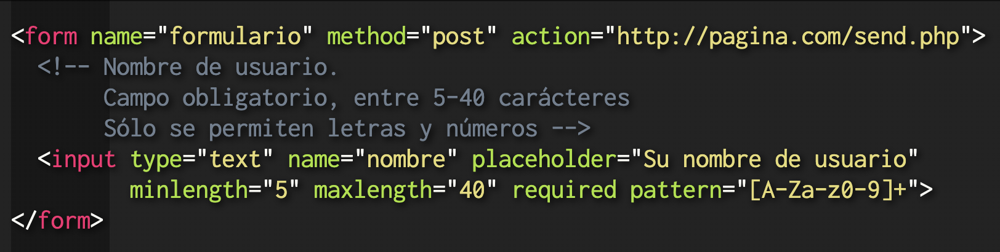 <form name="formulario" method="post" action="http://pagina.com/send.php">
<!-- Nombre de usuario.
Campo obligatorio, entre 5-40 carácteres
Sólo se permiten letras y números -->
<input type="text" name="nombre" placeholder="Su nombre de usuario"
minlength="5" maxlength="40" required pattern="[A-Za-z0-9]+">
</form>